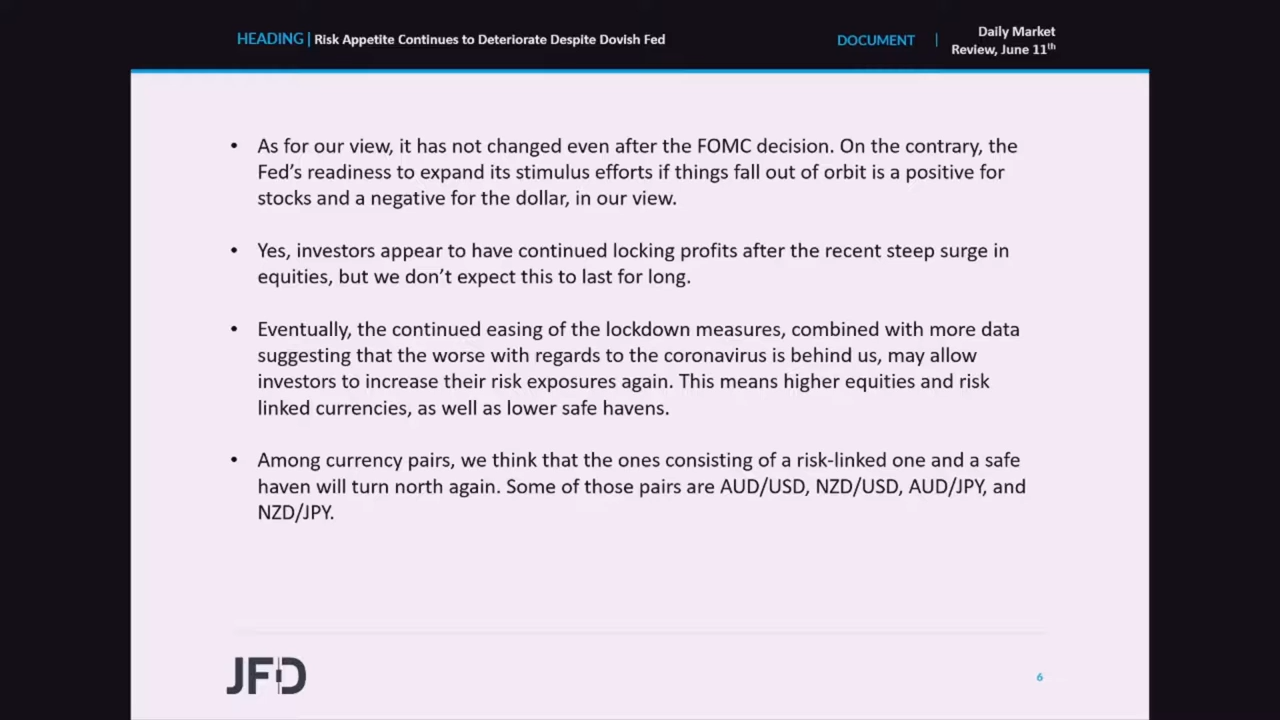 HEADING | Risk Appetite Continues to Deteriorate Despite Dovish Fed
DOCUMENT | Daily Market
Review, June 11th
• As for our view, it has not changed even after the FOMC decision. On the contrary, the
Fed's readiness to expand its stimulus efforts if things fall out of orbit is a positive for
stocks and a negative for the dollar, in our view.
• Yes, investors appear to have continued locking profits after the recent steep surge in
equities, but we don't expect this to last for long.
• Eventually, the continued easing of the lockdown measures, combined with more data
suggesting that the worse with regards to the coronavirus is behind us, may allow
investors to increase their risk exposures again. This means higher equities and risk
linked currencies, as well as lower safe havens.
• Among currency pairs, we think that the ones consisting of a risk-linked one and a safe
haven will turn north again. Some of those pairs are AUD/USD, NZD/USD, AUD/JPY, and
NZD/JPY.
JFD
6